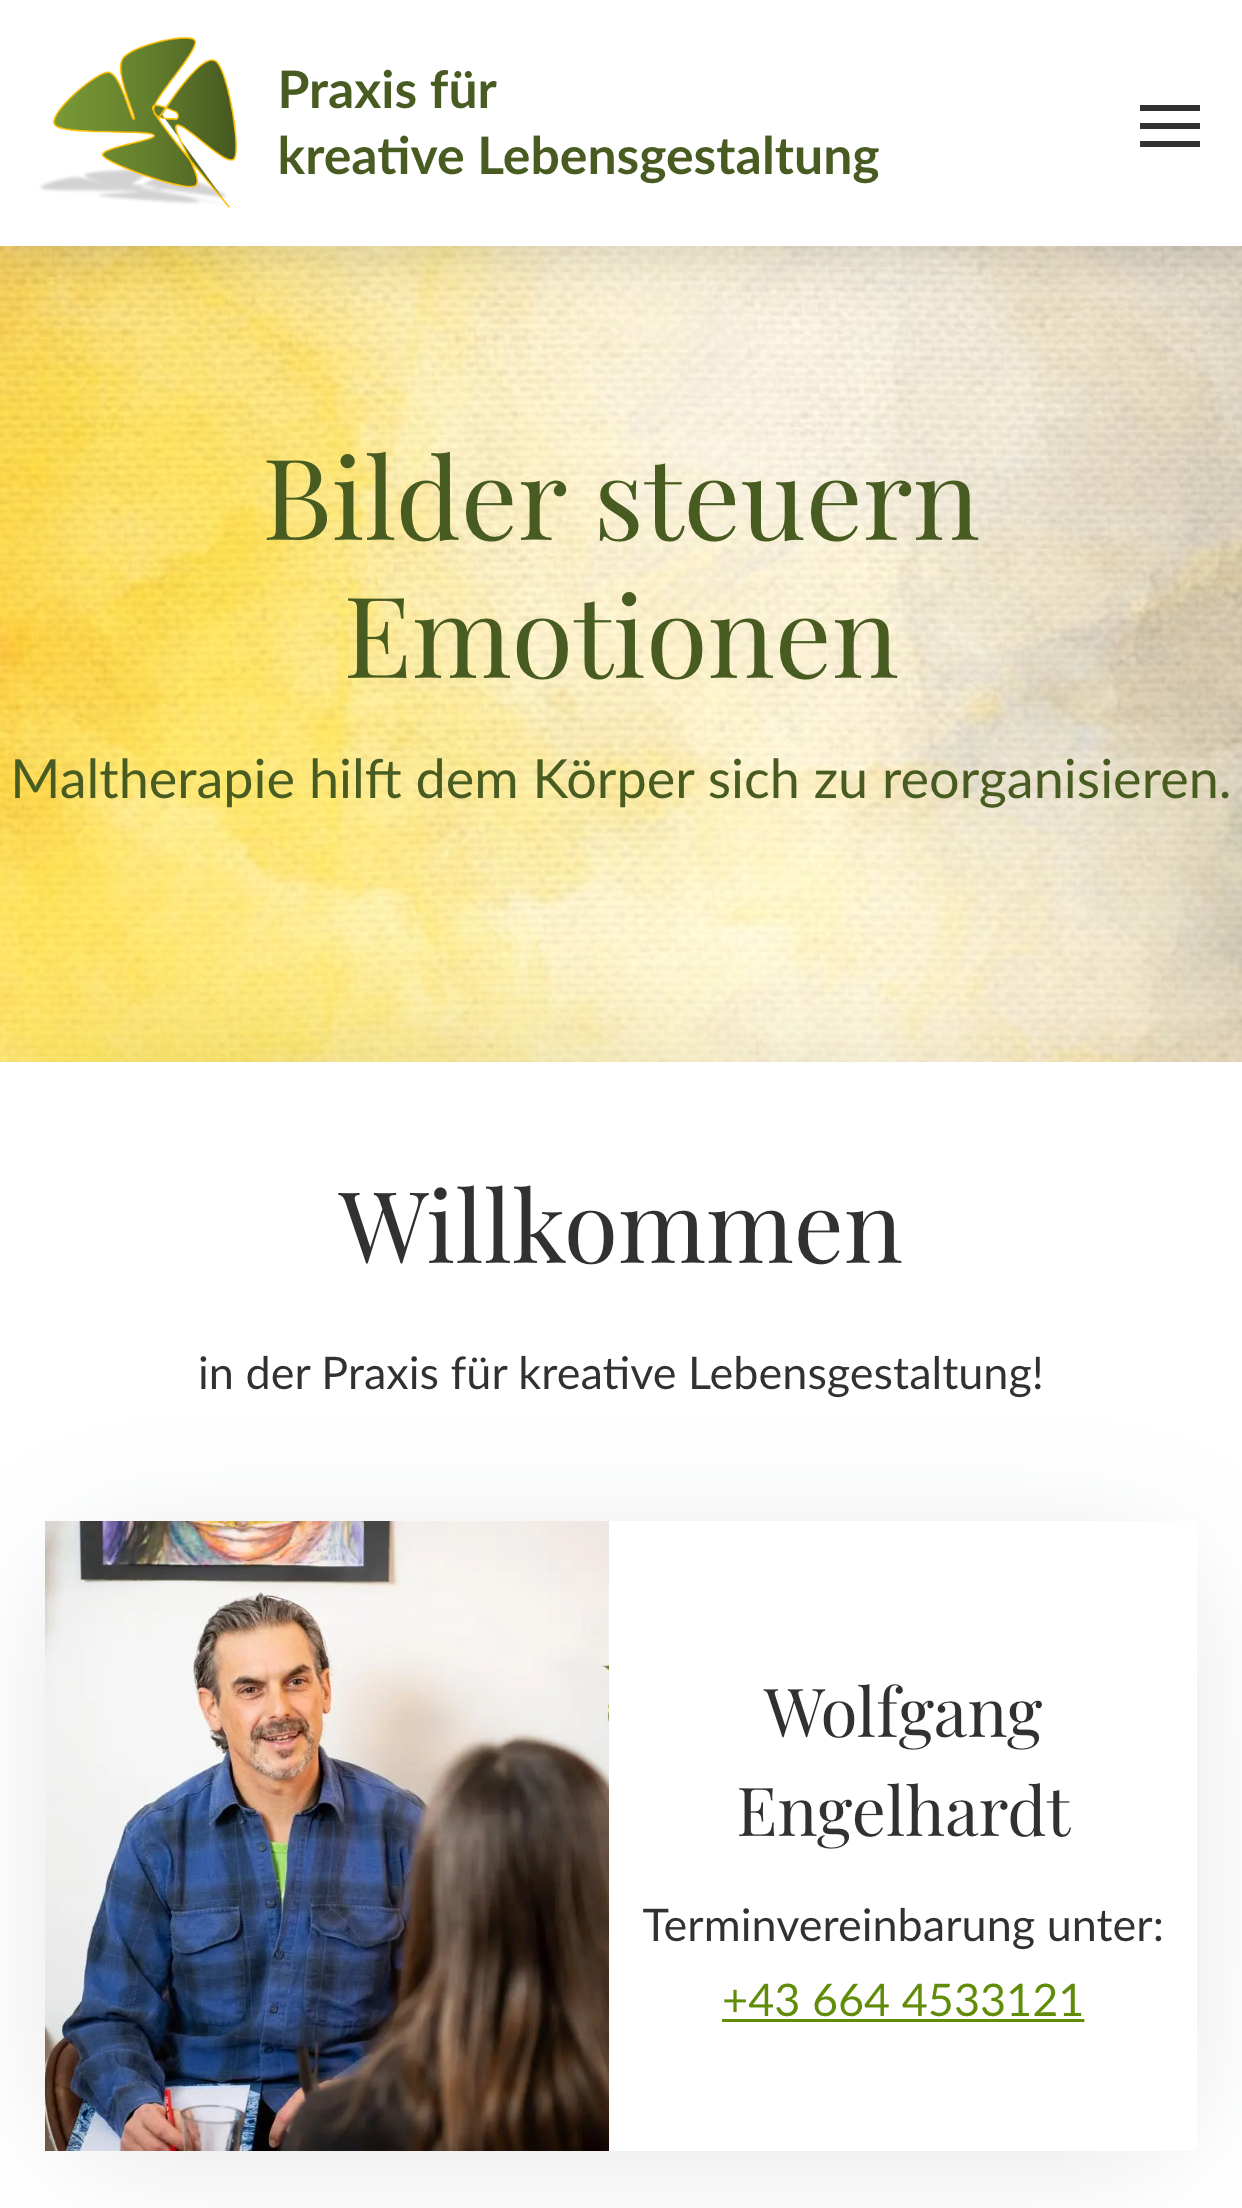 Praxis für
kreative Lebensgestaltung
Bilder steuern
Emotionen
Maltherapie hilft dem Körper sich zu reorganisieren.
Willkommen
in der Praxis für kreative Lebensgestaltung!
Wolfgang
Engelhardt
Terminvereinbarung unter:
+43 664 4533121